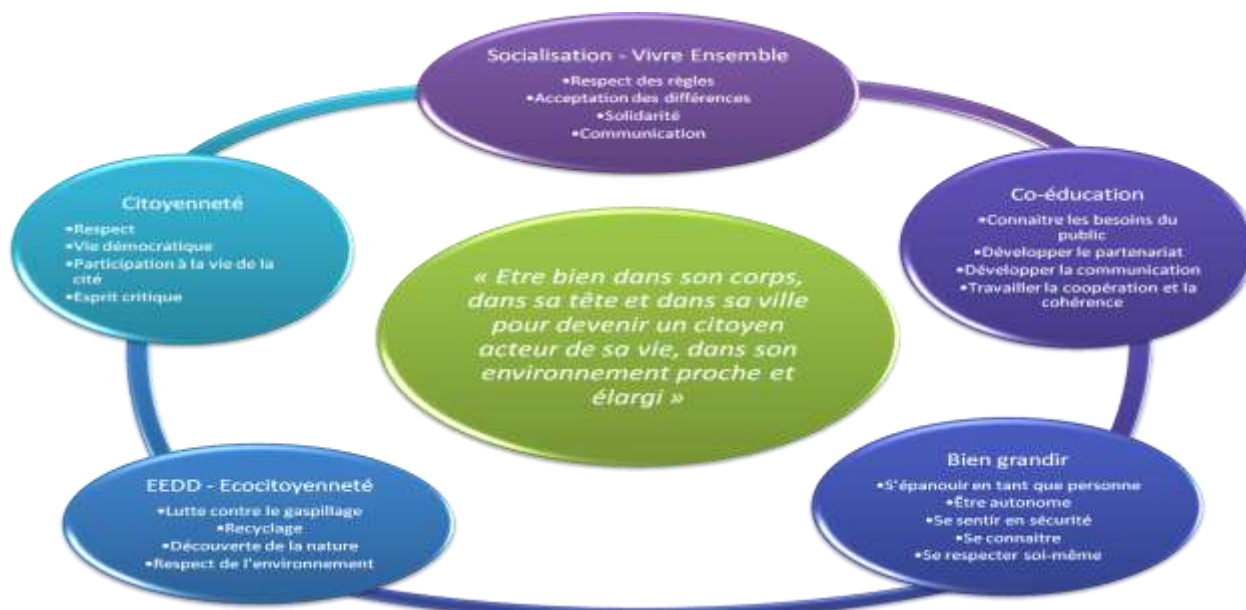 Socialisation - Vivre Ensemble
•Respect des règles
•Acceptation des différences
•Solidarité
•Communication
Co-éducation
•Connaitre les besoins du
public
•Développer le partenariat
•Développer la communication
•Travailler la coopération et la
cohérence
Bien grandir
•S'épanouir en tant que personne
•Être autonome
•Se sentir en sécurité
•Se connaitre
•Se respecter soi-même
EEDD - Ecocitoyenneté
•Lutte contre le gaspillage
•Recyclage
•Découverte de la nature
•Respect de l'environnement
Citoyenneté
•Respect
•Vie démocratique
•Participation à la vie de la
cité
•Esprit critique
« Etre bien dans son corps,
dans sa tête et dans sa ville
pour devenir un citoyen
acteur de sa vie, dans son
environnement proche et
élargi »